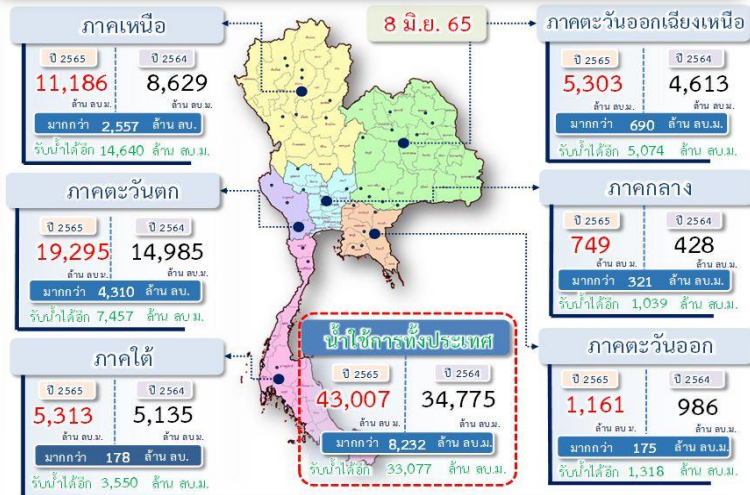 ภาคเหนือ
ปี 2565 ปี 2564
11,186 8,629
ล้าน ลบ.ม. ล้าน ลบ.ม.
มากกว่า 2,557 ล้าน ลบ.
รับน้ำได้อีก 14,640 ล้าน ลบ.ม.
8 มิ.ย. 65
ภาคตะวันออกเฉียงเหนือ
ปี 2565 ปี 2564
5,303 4,613
ล้าน ลบ.ม. ล้าน ลบ.ม.
มากกว่า 690 ล้าน ลบ.ม.
รับน้ำได้อีก 5,074 ล้าน ลบ.ม.
ภาคตะวันตก
ปี 2565 ปี 2564
19,295 14,985
ล้าน ลบ.ม. ล้าน ลบ.ม.
มากกว่า 4,310 ล้าน ลบ.
รับน้ำได้อีก 7,457 ล้าน ลบ.ม.
ภาคกลาง
ปี 2565 ปี 2564
749 428
ล้าน ลบ.ม. ล้าน ลบ.ม.
มากกว่า 321 ล้าน ลบ.ม.
รับน้ำได้อีก 1,039 ล้าน ลบ.ม.
ภาคใต้
ปี 2565 ปี 2564
5,313 5,135
ล้าน ลบ.ม. ล้าน ลบ.ม.
มากกว่า 178 ล้าน ลบ.
รับน้ำได้อีก 3,550 ล้าน ลบ.ม.
น้ำใช้การทั้งประเทศ
ปี 2565 ปี 2564
43,007 34,775
ล้าน ลบ.ม. ล้าน ลบ.ม.
มากกว่า 8,232 ล้าน ลบ.ม.
รับน้ำได้อีก 33,077 ล้าน ลบ.ม.
ภาคตะวันออก
ปี 2565 ปี 2564
1,161 986
ล้าน ลบ.ม. ล้าน ลบ.ม.
มากกว่า 175 ล้าน ลบ.ม.
รับน้ำได้อีก 1,318 ล้าน ลบ.ม.